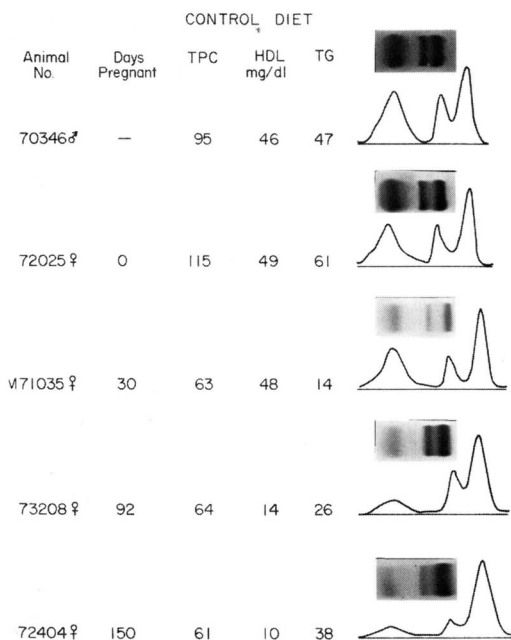 CONTROL DIET
Animal No. Days Pregnant TPC HDL mg/dl TG
70346♂ — 95 46 47
72025♀ 0 115 49 61
M71035♀ 30 63 48 14
73208♀ 92 64 14 26
72404♀ 150 61 10 38